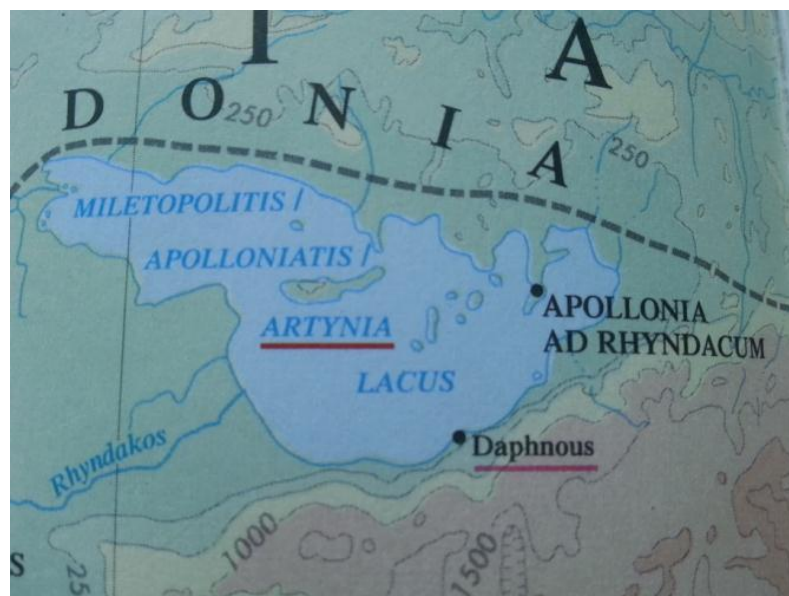 I
A
D O N I A
250
250
MILETOPOLITIS /
APOLLONIATIS /
ARTYNIA
LACUS
APOLLONIA
AD RHYNDACUM
Daphnous
Rhyndakos
1000
1500
S
25